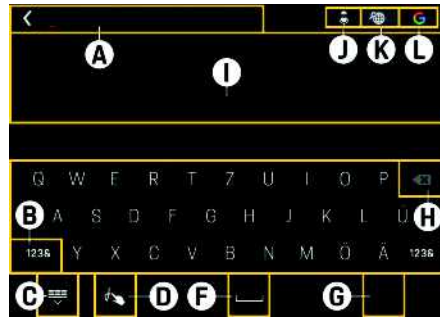 A
J K L
I
Q W E R T Z U I O P
B A S D F G H J K L Ü H
123& Y X C V B N M Ö Ä 123&
C D F G